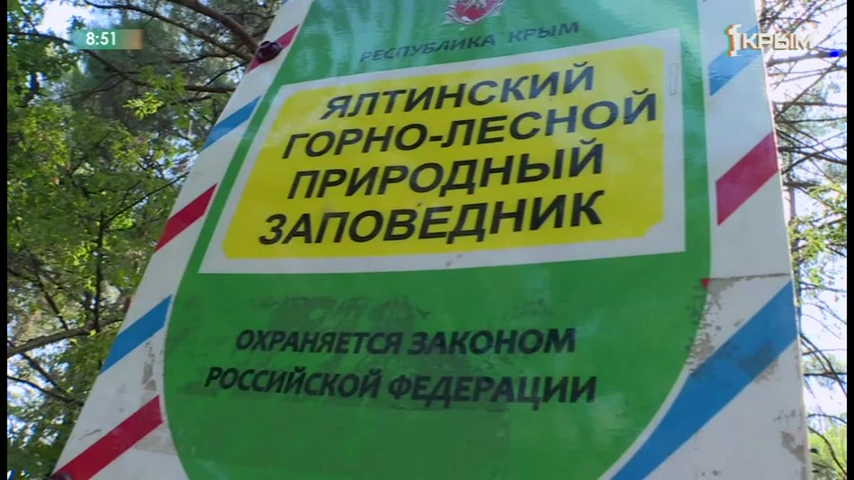 8:51
1КРЫМ
РЕСПУБЛИКА КРЫМ
ЯЛТИНСКИЙ
ГОРНО-ЛЕСНОЙ
ПРИРОДНЫЙ
ЗАПОВЕДНИК
ОХРАНЯЕТСЯ ЗАКОНОМ
РОССИЙСКОЙ ФЕДЕРАЦИИ